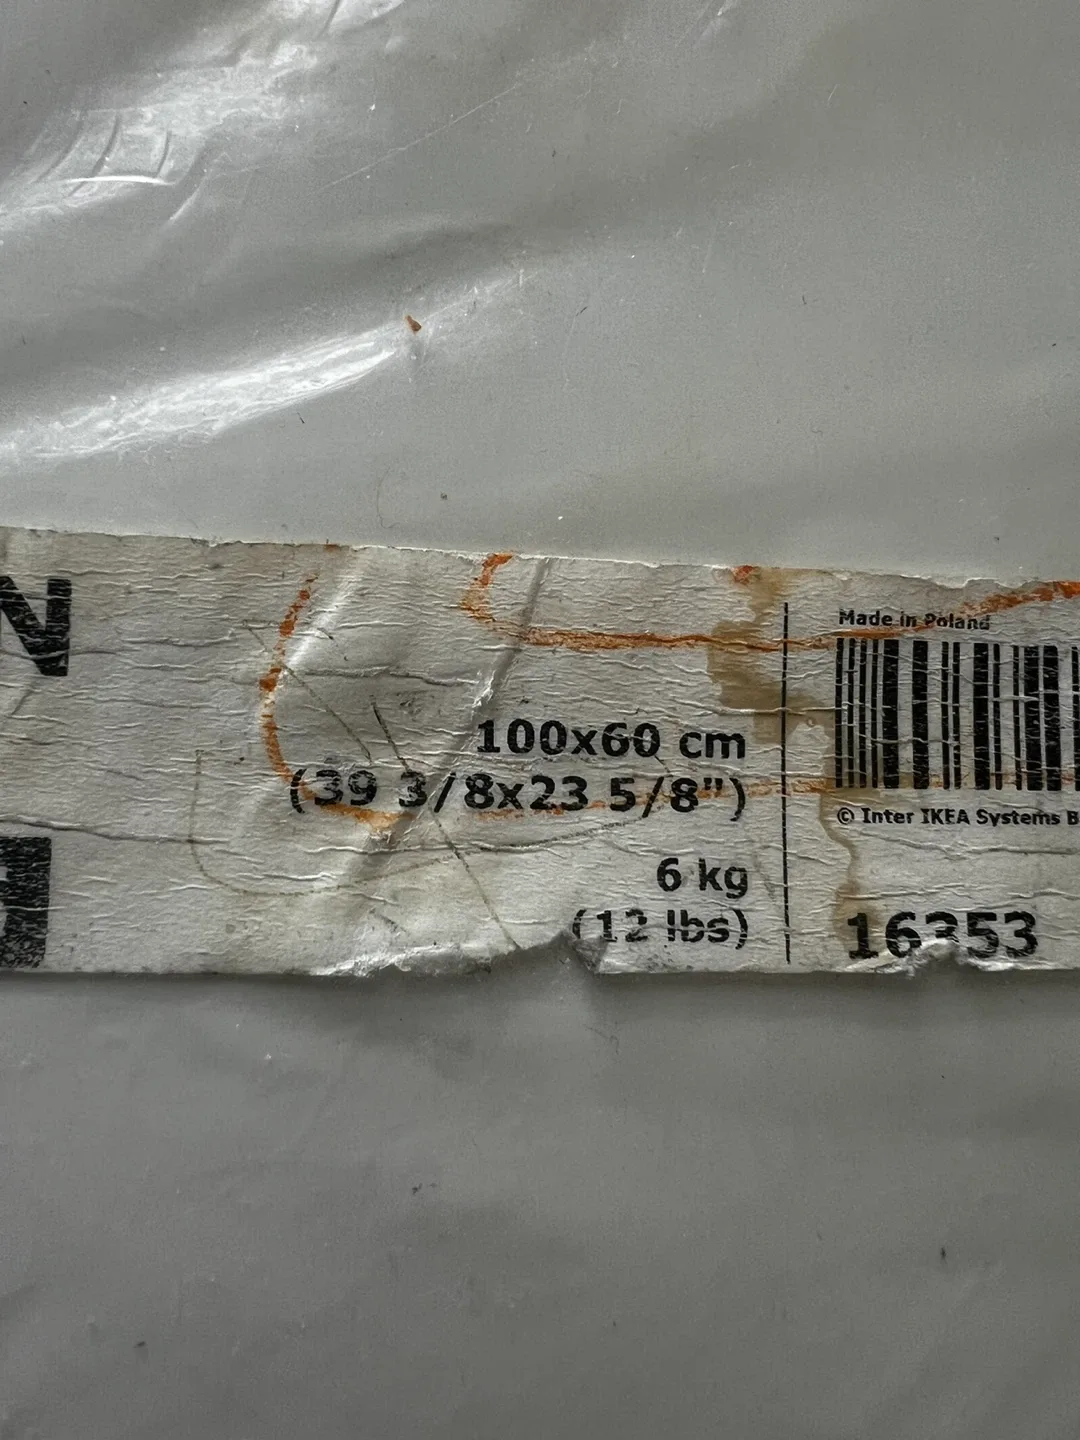 N
100x60 cm
(39 3/8x23 5/8")
6 kg
(12 lbs)
Made in Poland
© Inter IKEA Systems B
16353